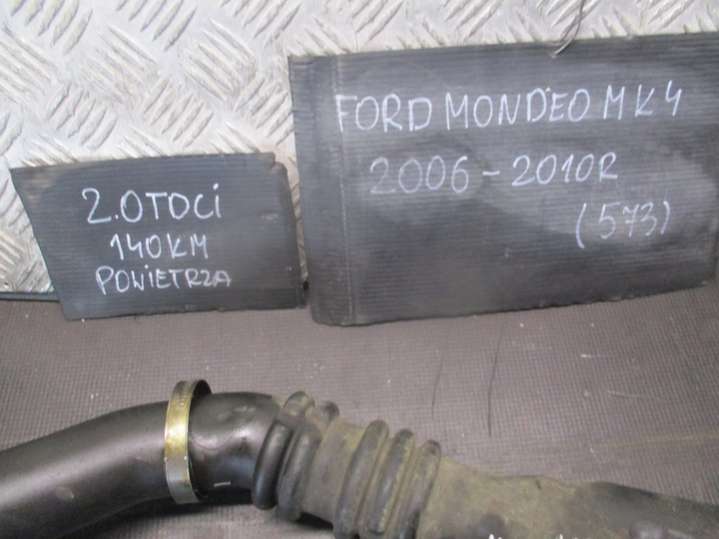 2.0TDCi
140KM
POWIETRZA
FORD MONDEO MK4
2006-2010R
(573)